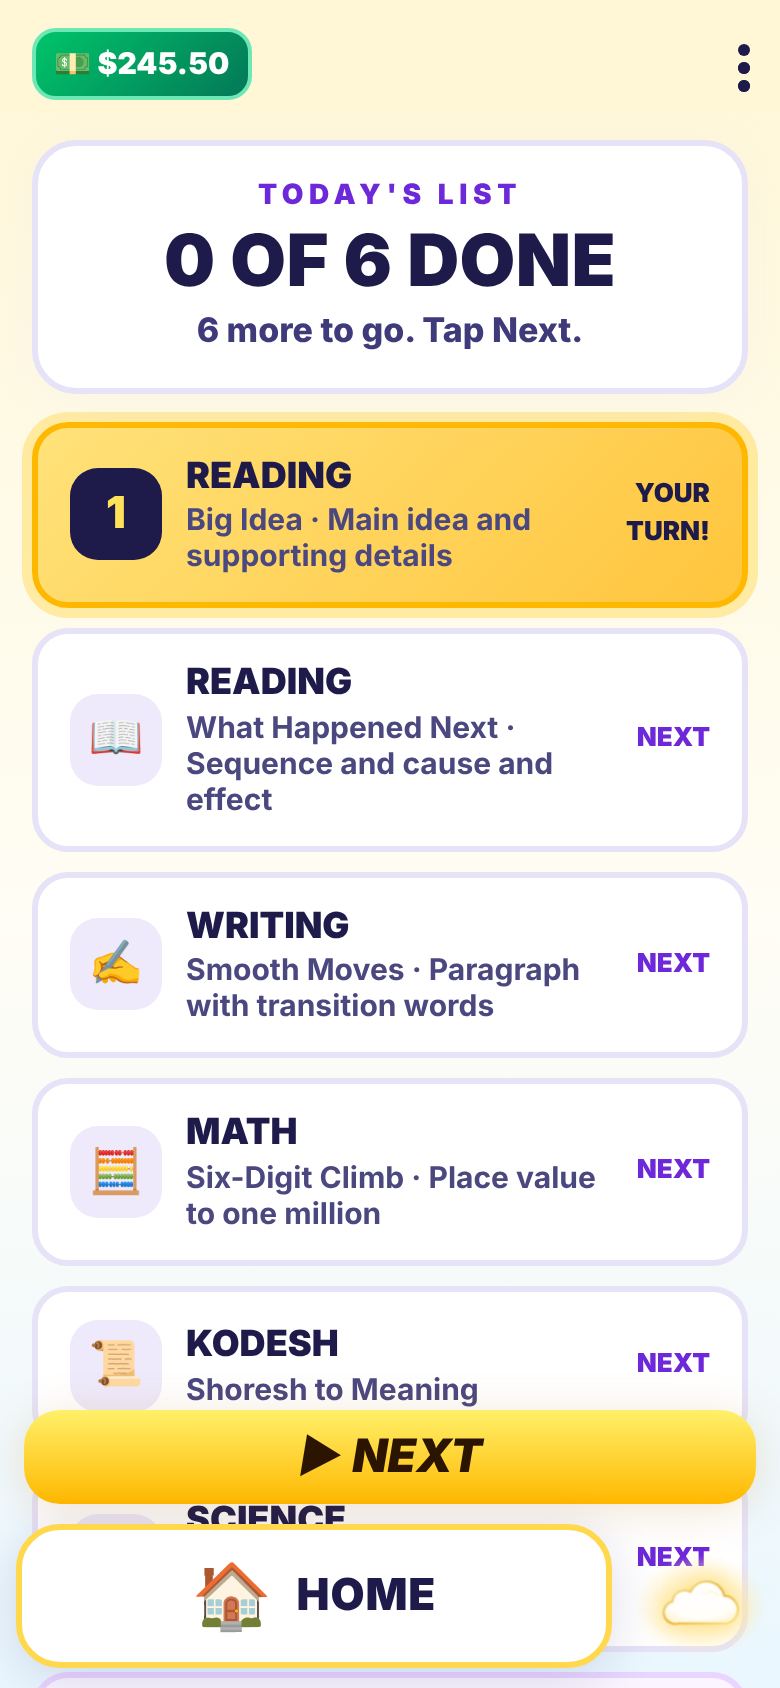 $245.50
TODAY'S LIST
0 OF 6 DONE
6 more to go. Tap Next.
1
READING
Big Idea · Main idea and
supporting details
YOUR
TURN!
READING
What Happened Next ·
Sequence and cause and
effect
NEXT
WRITING
Smooth Moves · Paragraph
with transition words
NEXT
MATH
Six-Digit Climb · Place value
to one million
NEXT
KODESH
Shoresh to Meaning
NEXT
▶ NEXT
SCIENCE
NEXT
HOME